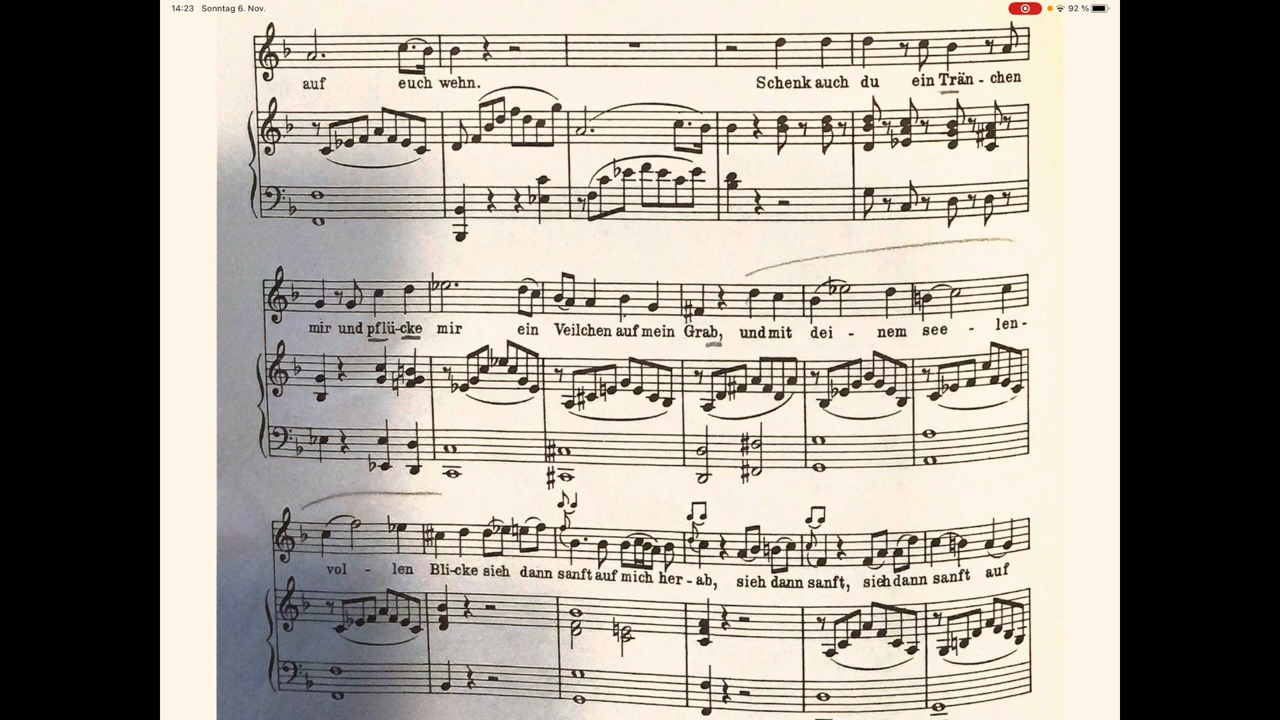 14:23 Sonntag 6. Nov. 92 %
auf euch wehn. Schenk auch du ein Trän - chen
mir und pflü-cke mir ein Veilchen auf mein Grab, und mit dei - nem see - len-
vol - len Bli-cke sieh dann sanft auf mich her - ab, sieh dann sanft, sieh dann sanft auf